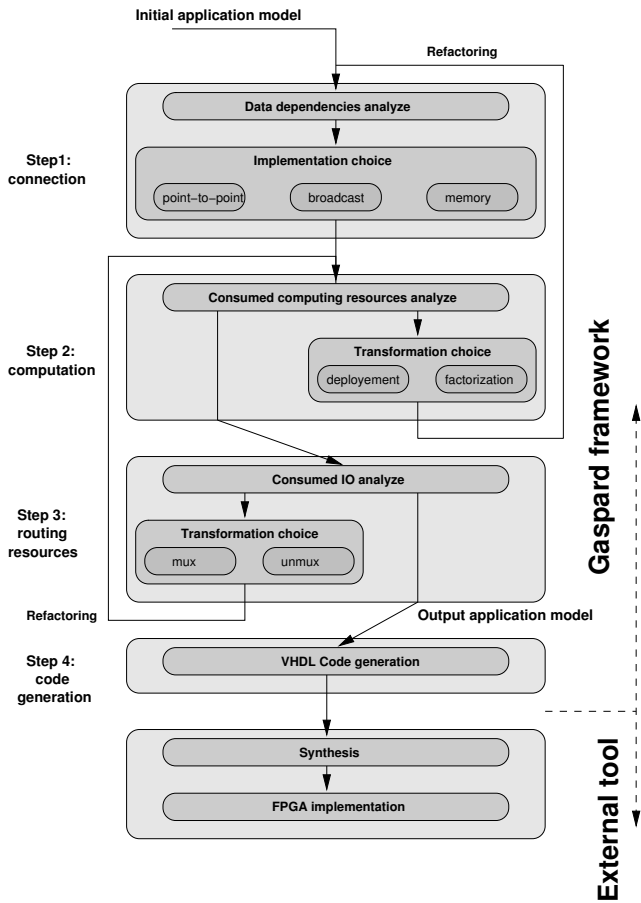 Initial application model
Refactoring
Data dependencies analyze
Step1:
connection
Implementation choice
point−to−point
broadcast
memory
Consumed computing resources analyze
Step 2:
computation
Transformation choice
deployement
factorization
Gaspard framework
Consumed IO analyze
Step 3:
routing
resources
Transformation choice
mux
unmux
Refactoring
Output application model
Step 4:
code
generation
VHDL Code generation
Synthesis
FPGA implementation
External tool